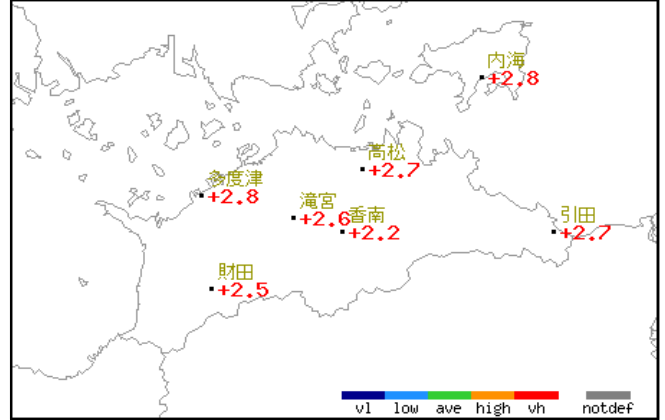 内海
+2.8
高松
+2.7
多度津
+2.8
滝宮
+2.6
香南
+2.2
引田
+2.7
財田
+2.5
vl low ave high vh notdef